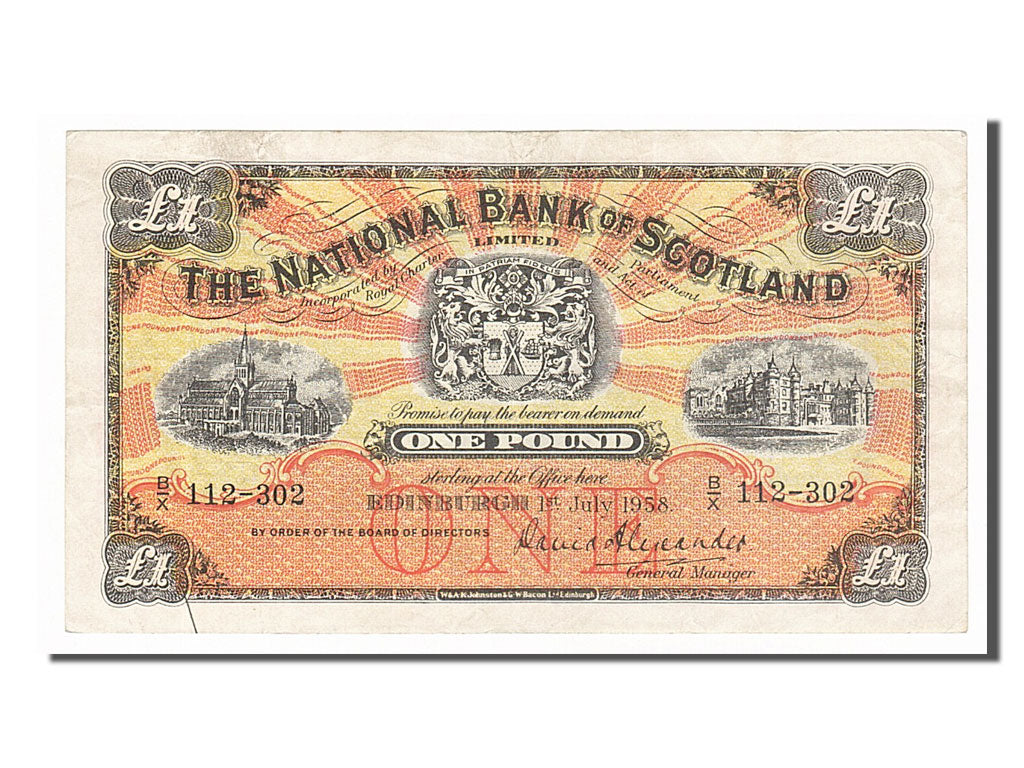 £1 £1
THE NATIONAL BANK OF SCOTLAND
LIMITED
Incorporated by Royal Charter and Act of Parliament
IN PATRIAM FIDELIS
Promise to pay the bearer on demand
ONE POUND
sterling at the Office here
B/X 112-302 EDINBURGH 1st July 1958. B/X 112-302
ONE
BY ORDER OF THE BOARD OF DIRECTORS David Alexander
General Manager
£1 £1
W.& A.K. Johnston & G.W. Bacon Ltd Edinburgh